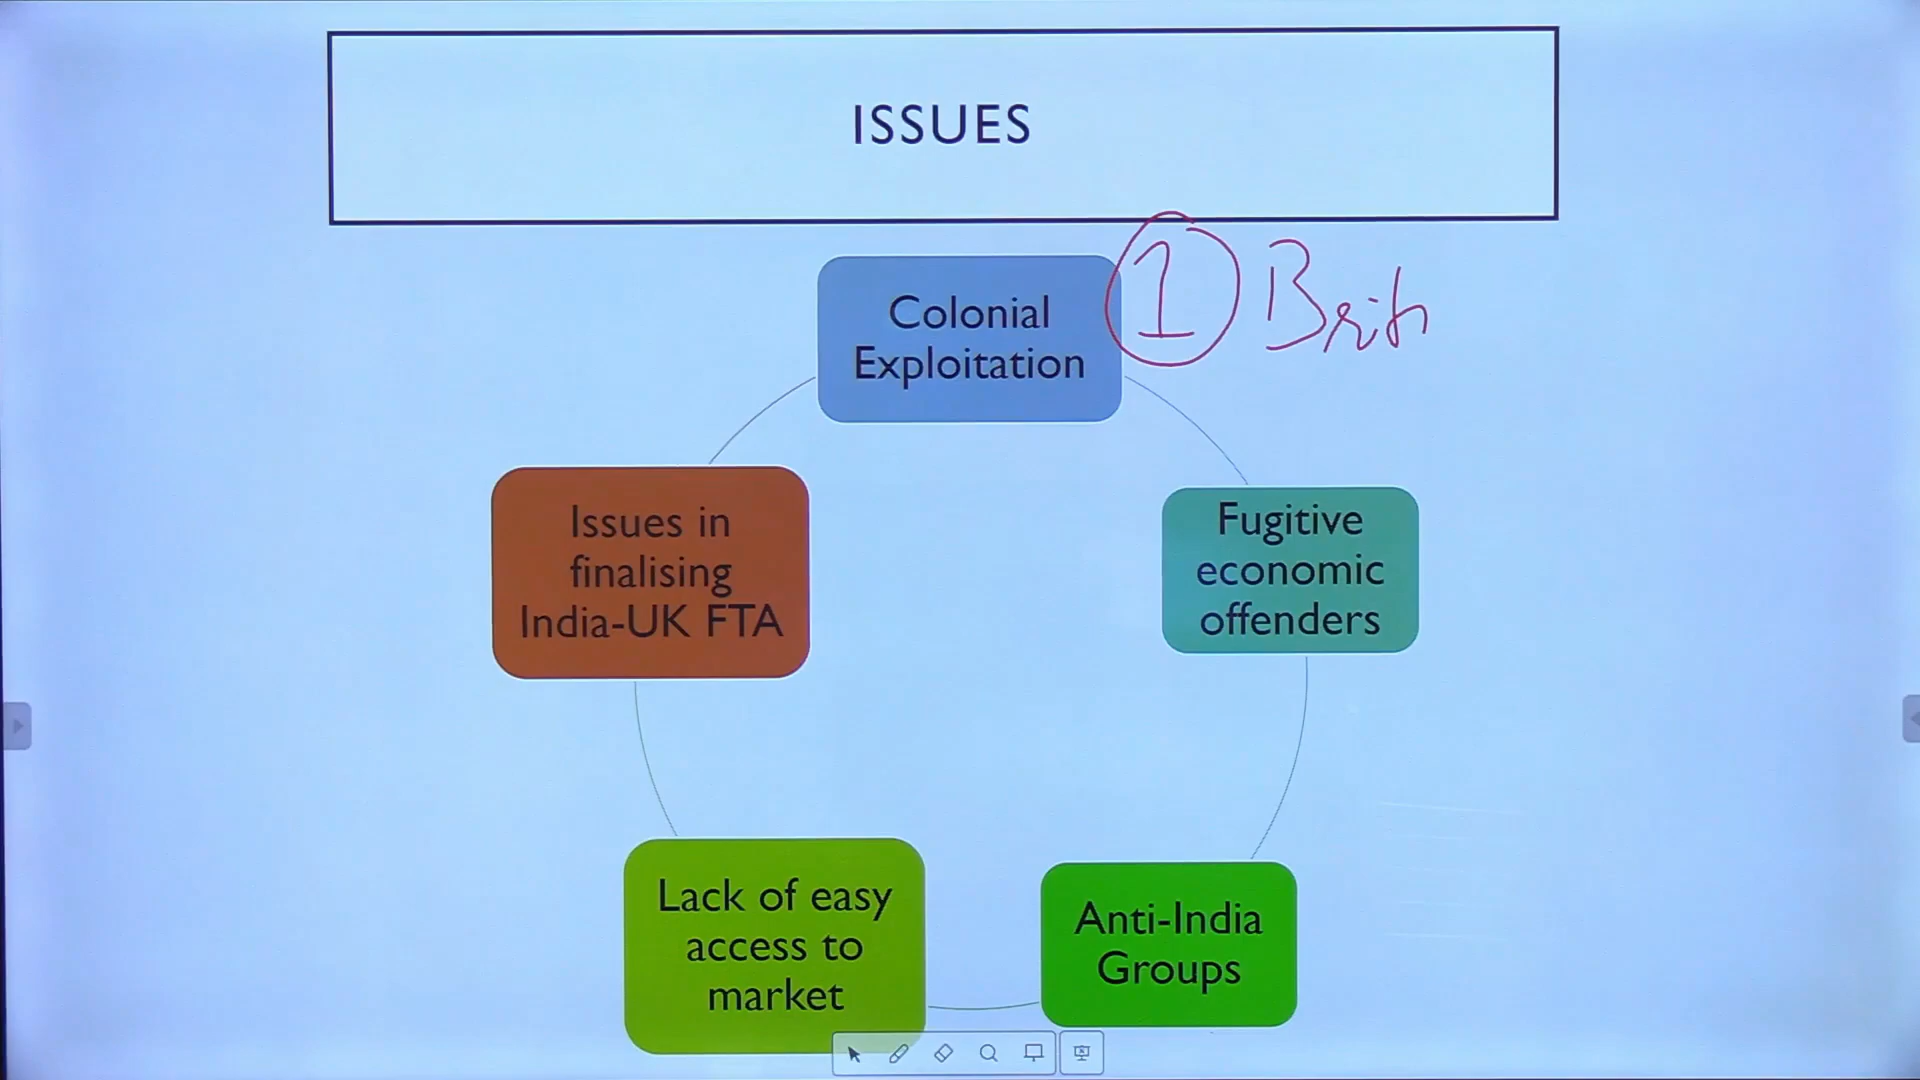 ISSUES
Colonial
Exploitation
1 Brit
Fugitive
economic
offenders
Anti-India
Groups
Lack of easy
access to
market
Issues in
finalising
India-UK FTA